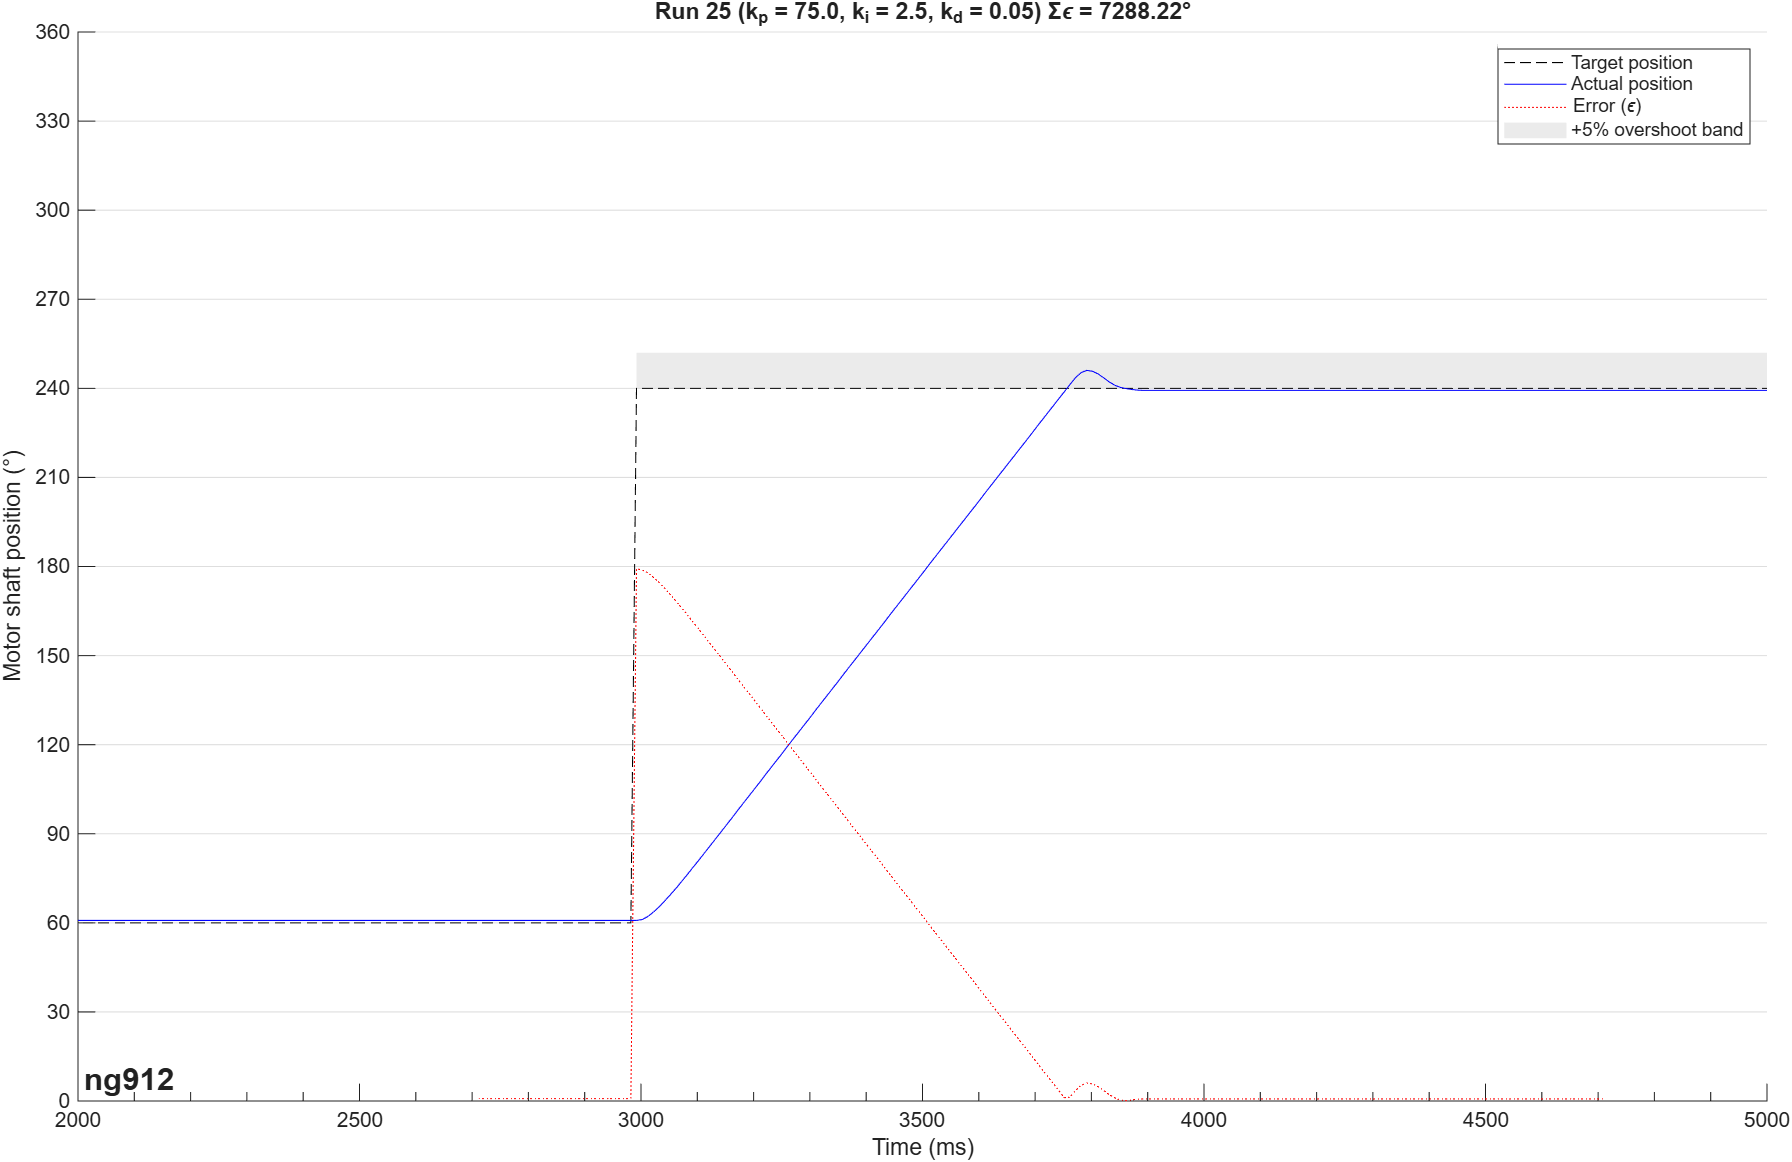 Run 25 (kp = 75.0, ki = 2.5, kd = 0.05) Σϵ = 7288.22°
Target position
Actual position
Error (ϵ)
+5% overshoot band
Motor shaft position (°)
360
330
300
270
240
210
180
150
120
90
60
30
0
ng912
2000 2500 3000 3500 4000 4500 5000
Time (ms)